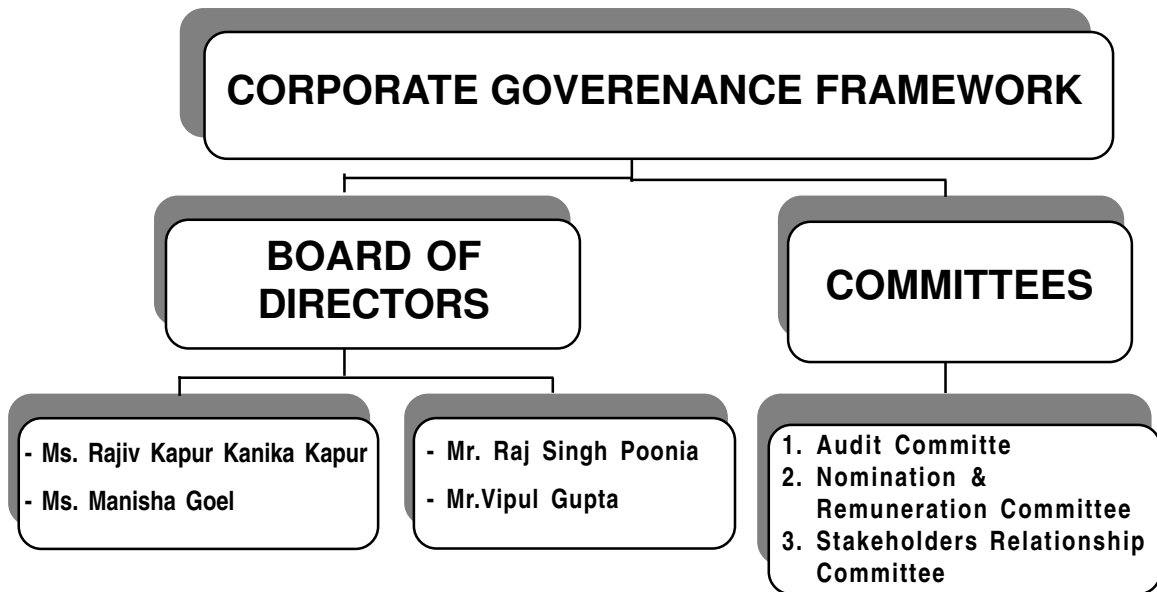 CORPORATE GOVERENANCE FRAMEWORK
BOARD OF
DIRECTORS
COMMITTEES
- Ms. Rajiv Kapur Kanika Kapur
- Ms. Manisha Goel
- Mr. Raj Singh Poonia
- Mr.Vipul Gupta
1. Audit Committe
2. Nomination &
Remuneration Committee
3. Stakeholders Relationship
Committee